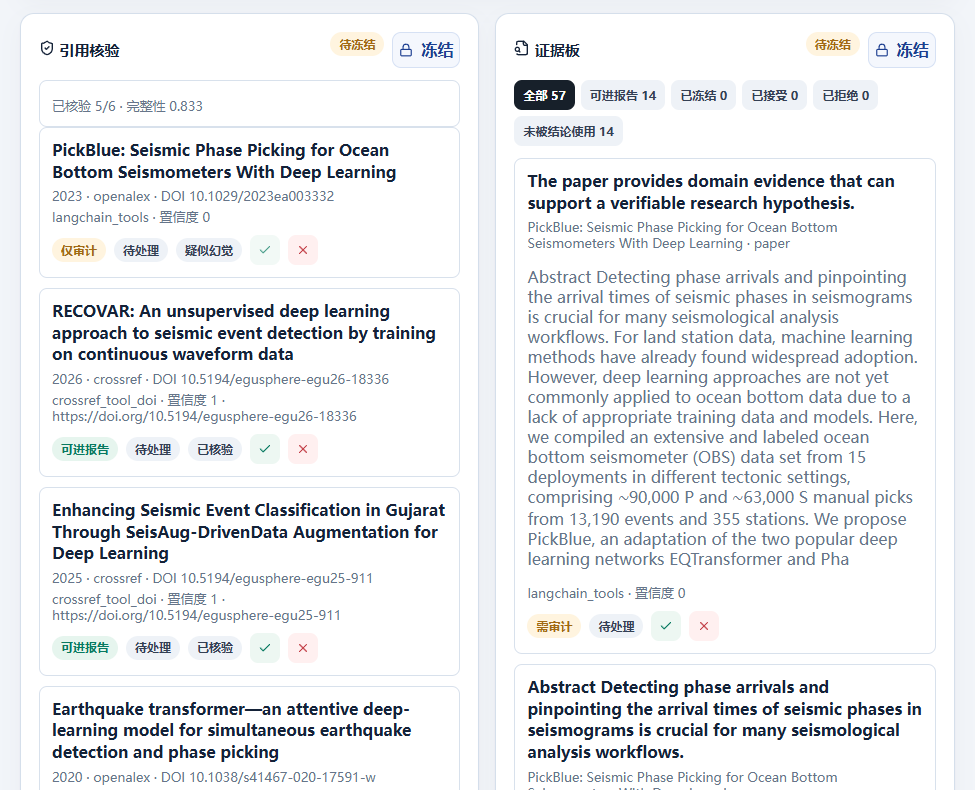 引用核验
待冻结
冻结
已核验 5/6 · 完整性 0.833
PickBlue: Seismic Phase Picking for Ocean
Bottom Seismometers With Deep Learning
2023 · openalex · DOI 10.1029/2023ea003332
langchain_tools · 置信度 0
仅审计 待处理 疑似幻觉
RECOVAR: An unsupervised deep learning
approach to seismic event detection by training
on continuous waveform data
2026 · crossref · DOI 10.5194/egusphere-egu26-18336
crossref_tool_doi · 置信度 1 ·
https://doi.org/10.5194/egusphere-egu26-18336
可进报告 待处理 已核验
Enhancing Seismic Event Classification in Gujarat
Through SeisAug-DrivenData Augmentation for
Deep Learning
2025 · crossref · DOI 10.5194/egusphere-egu25-911
crossref_tool_doi · 置信度 1 ·
https://doi.org/10.5194/egusphere-egu25-911
可进报告 待处理 已核验
Earthquake transformer—an attentive deep-
learning model for simultaneous earthquake
detection and phase picking
2020 · openalex · DOI 10.1038/s41467-020-17591-w
证据板
待冻结
冻结
全部 57 可进报告 14 已冻结 0 已接受 0 已拒绝 0
未被结论使用 14
The paper provides domain evidence that can
support a verifiable research hypothesis.
PickBlue: Seismic Phase Picking for Ocean Bottom
Seismometers With Deep Learning · paper
Abstract Detecting phase arrivals and pinpointing
the arrival times of seismic phases in seismograms
is crucial for many seismological analysis
workflows. For land station data, machine learning
methods have already found widespread adoption.
However, deep learning approaches are not yet
commonly applied to ocean bottom data due to a
lack of appropriate training data and models. Here,
we compiled an extensive and labeled ocean
bottom seismometer (OBS) data set from 15
deployments in different tectonic settings,
comprising ~90,000 P and ~63,000 S manual picks
from 13,190 events and 355 stations. We propose
PickBlue, an adaptation of the two popular deep
learning networks EQTransformer and Pha
langchain_tools · 置信度 0
需审计 待处理
Abstract Detecting phase arrivals and
pinpointing the arrival times of seismic phases in
seismograms is crucial for many seismological
analysis workflows.
PickBlue: Seismic Phase Picking for Ocean Bottom